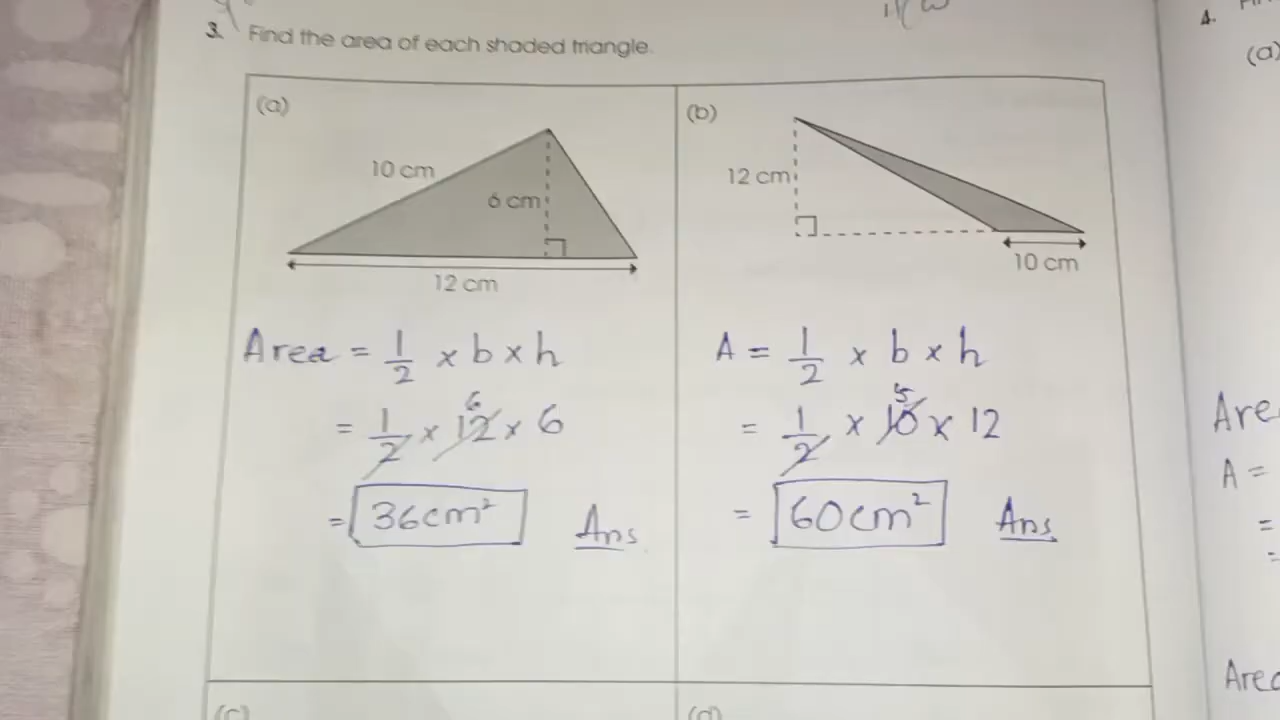 3. Find the area of each shaded triangle.
(a)
10 cm
6 cm
12 cm
Area = 1/2 × b × h
= 1/2 × 12 × 6
6
= 36cm² Ans
(b)
12 cm
10 cm
A = 1/2 × b × h
= 1/2 × 10 × 12
5
= 60cm² Ans
(c)
(d)
4.
(a)
Are
A =
=
=
Area